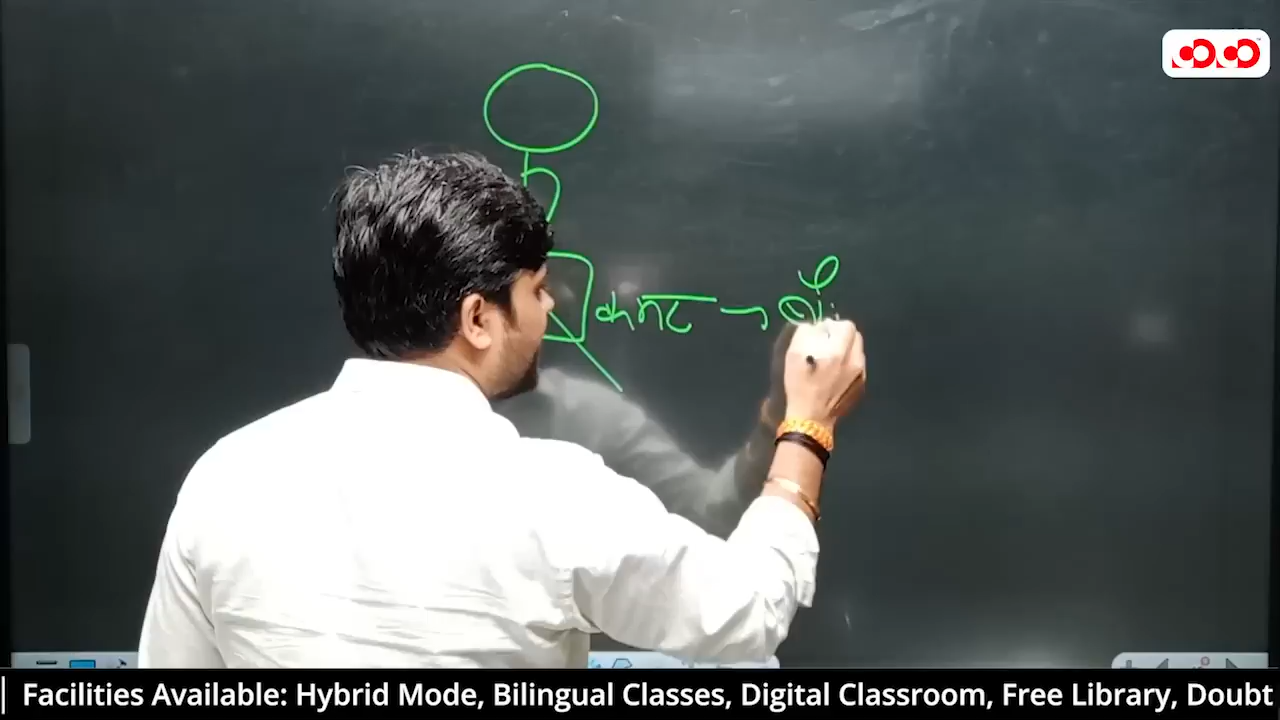 कमर →
| Facilities Available: Hybrid Mode, Bilingual Classes, Digital Classroom, Free Library, Doubt